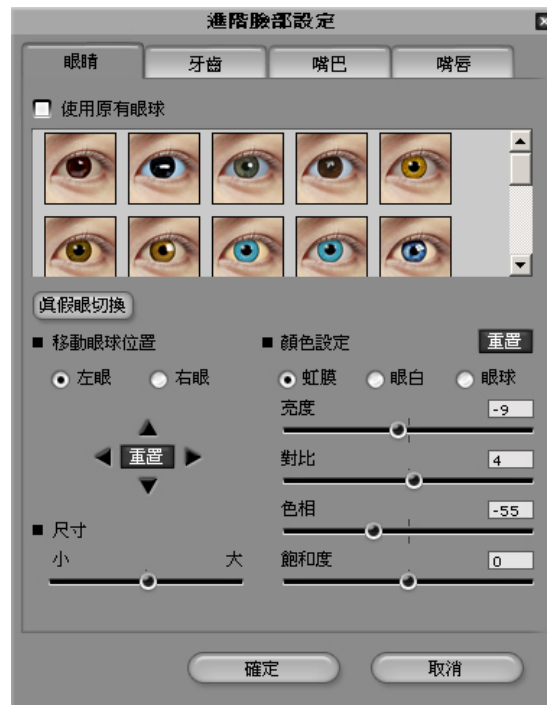 進階臉部設定
眼睛 牙齒 嘴巴 嘴唇
使用原有眼球
真假眼切換
移動眼球位置
左眼 右眼
重置
尺寸
小 大
顏色設定 重置
虹膜 眼白 眼球
亮度 -9
對比 4
色相 -55
飽和度 0
確定 取消